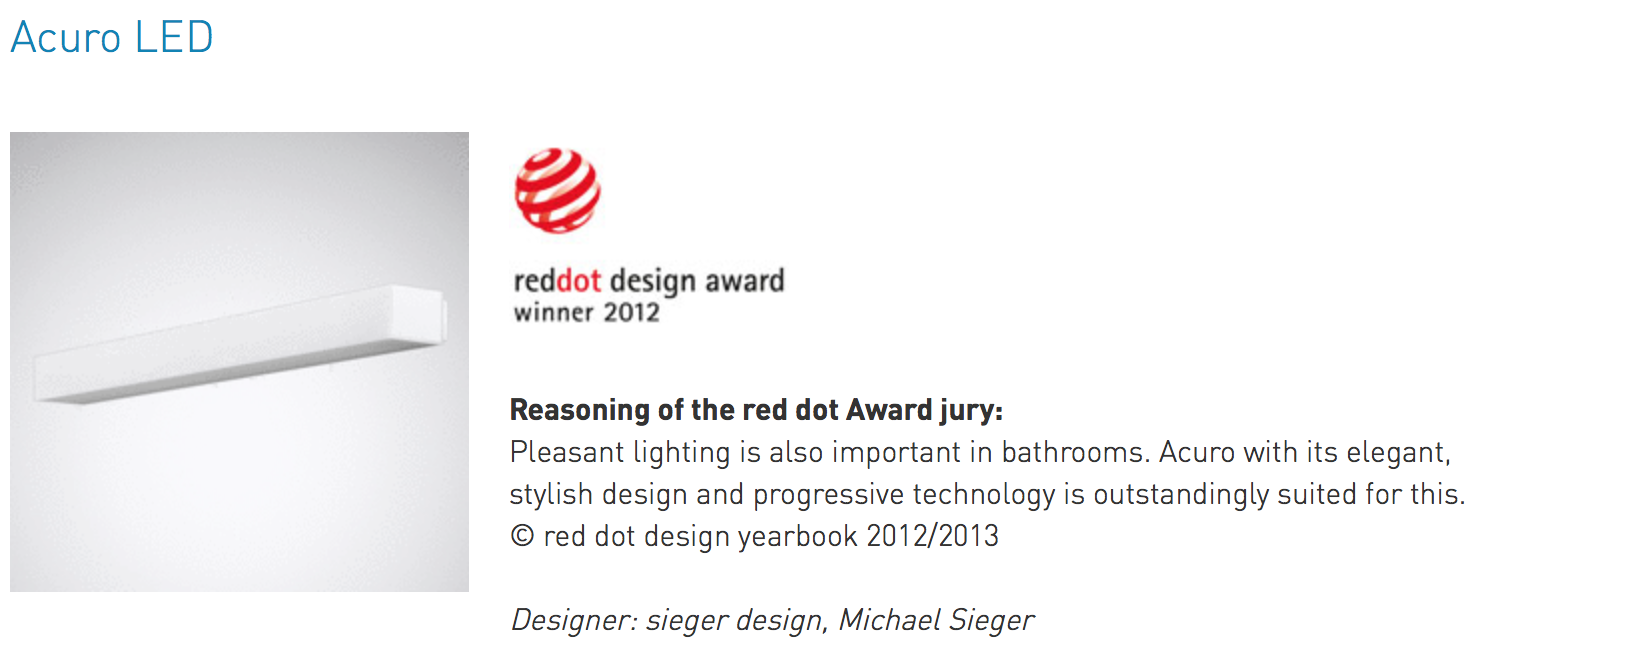 Acuro LED
reddot design award
winner 2012
Reasoning of the red dot Award jury:
Pleasant lighting is also important in bathrooms. Acuro with its elegant,
stylish design and progressive technology is outstandingly suited for this.
© red dot design yearbook 2012/2013
Designer: sieger design, Michael Sieger